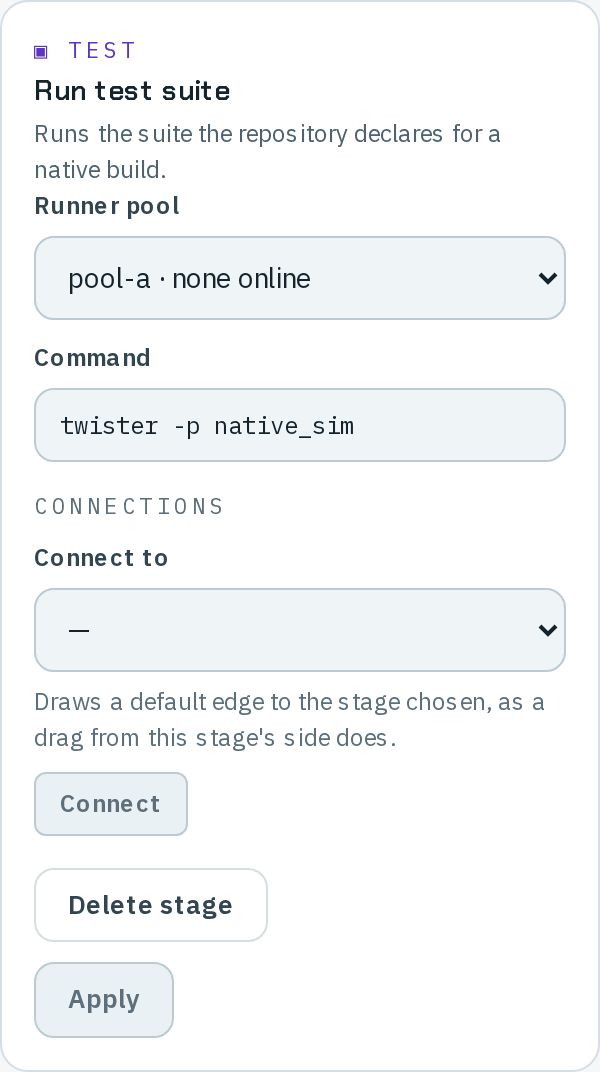 ▣ TEST
Run test suite
Runs the suite the repository declares for a
native build.
Runner pool
pool-a · none online
Command
twister -p native_sim
CONNECTIONS
Connect to
—
Draws a default edge to the stage chosen, as a
drag from this stage's side does.
Connect
Delete stage
Apply